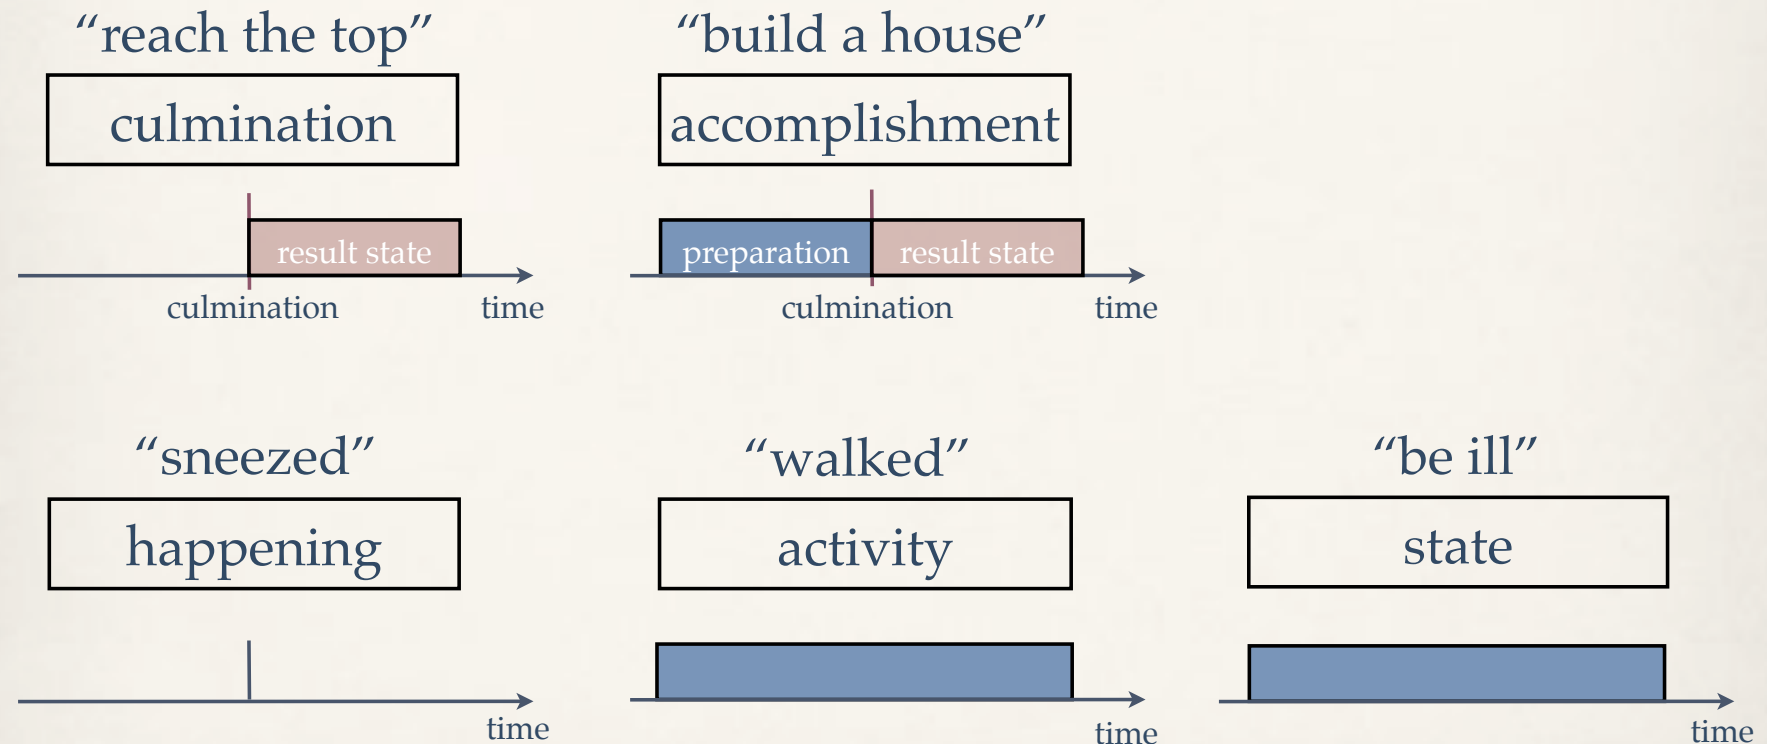 “reach the top”
culmination
result state
culmination
time
“build a house”
accomplishment
preparation
result state
culmination
time
“sneezed”
happening
time
“walked”
activity
time
“be ill”
state
time